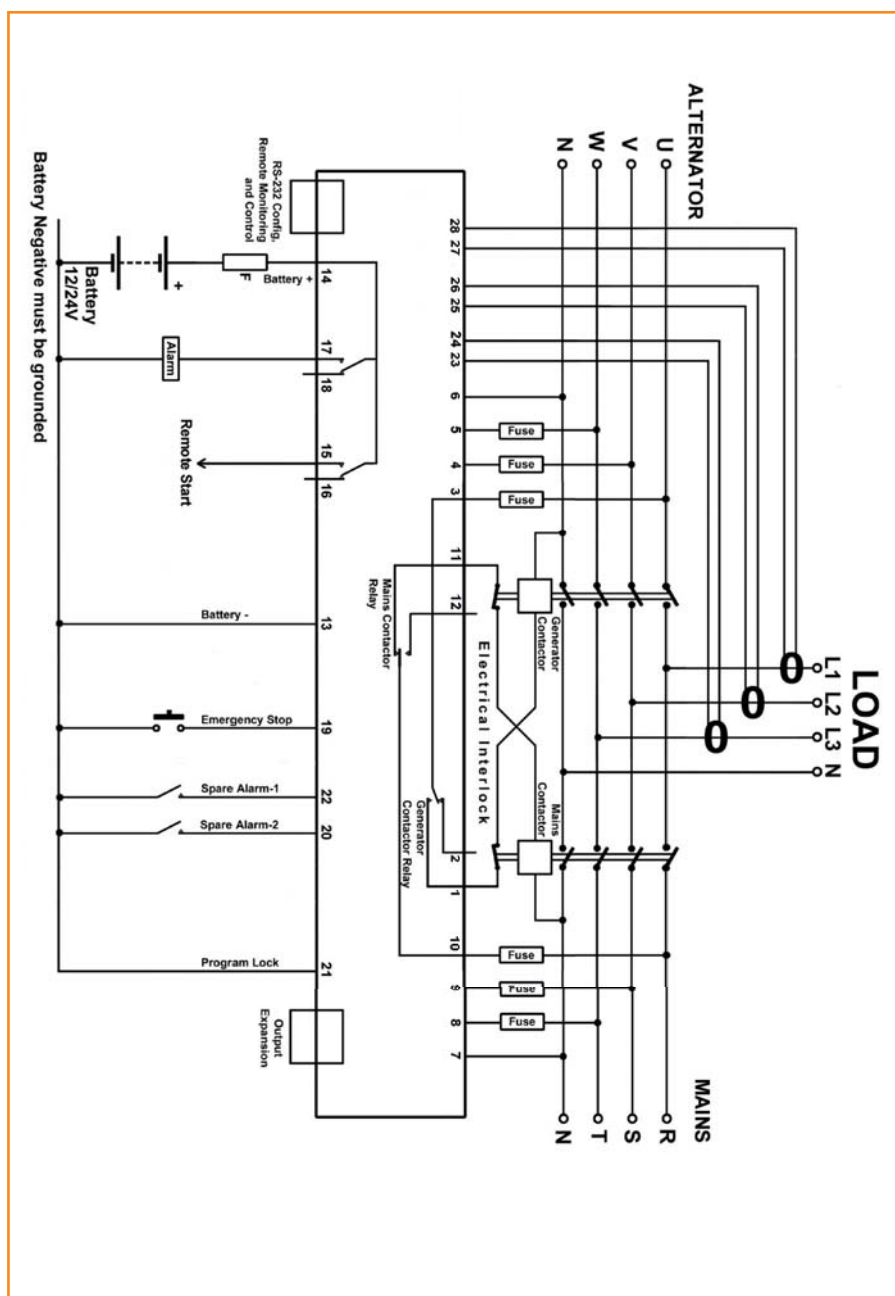 LOAD
L1
L2
L3
N
ALTERNATOR
U
V
W
N
MAINS
R
S
T
N
28
27
26
25
24
23
6
5
4
3
11
12
2
1
10
9
8
7
Fuse
Fuse
Fuse
Fuse
Fuse
Fuse
Generator
Contactor
Mains
Contactor
Electrical Interlock
Mains Contactor
Relay
Generator
Contactor Relay
RS-232 Config,
Remote Monitoring
and Control
14
17
18
15
16
13
19
22
20
21
Output
Expansion
Battery +
F
+
Battery
12/24V
Alarm
Remote Start
Battery -
Emergency Stop
Spare Alarm-1
Spare Alarm-2
Program Lock
Battery Negative must be grounded